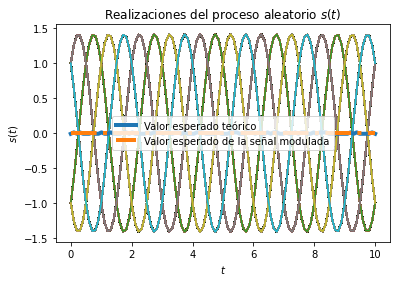 Realizaciones del proceso aleatorio s(t)
1.5
1.0
0.5
0.0
−0.5
−1.0
−1.5
s(t)
Valor esperado teórico
Valor esperado de la señal modulada
0 2 4 6 8 10
t